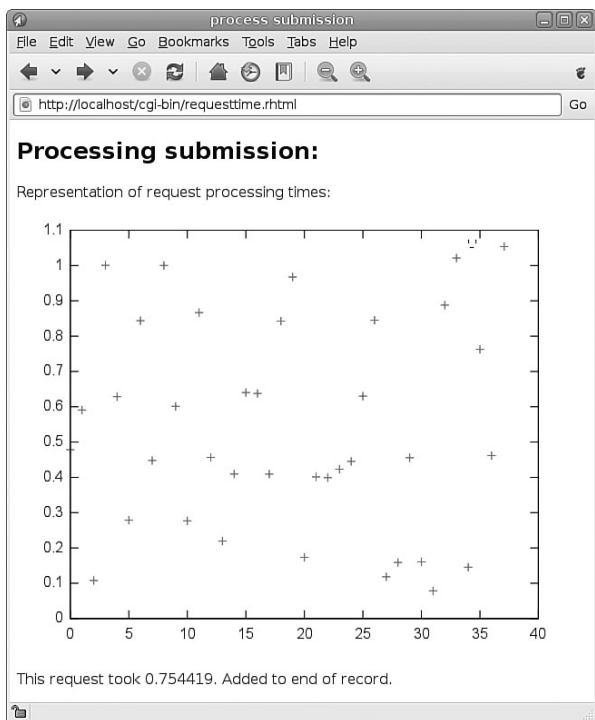 process submission
File Edit View Go Bookmarks Tools Tabs Help
http://localhost/cgi-bin/requesttime.rhtml Go
Processing submission:
Representation of request processing times:
1.1
1
0.9
0.8
0.7
0.6
0.5
0.4
0.3
0.2
0.1
0
0 5 10 15 20 25 30 35 40
This request took 0.754419. Added to end of record.